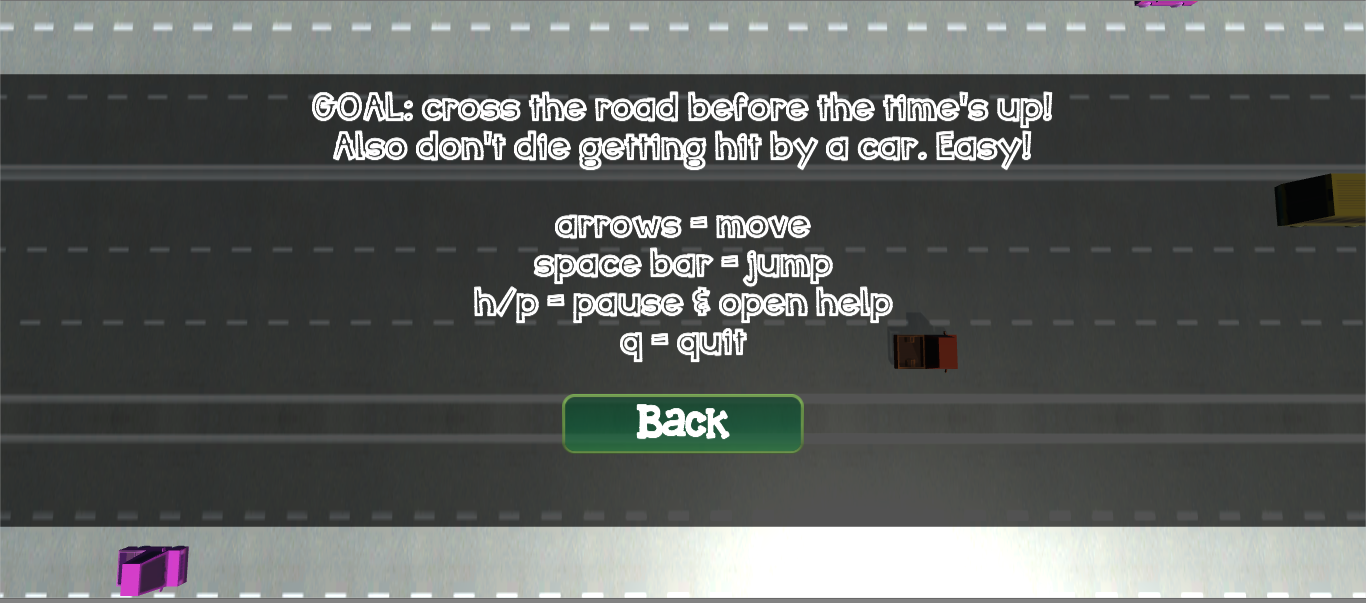 GOAL: cross the road before the time's up!
Also don't die getting hit by a car. Easy!
arrows = move
space bar = jump
h/p = pause & open help
q = quit
Back